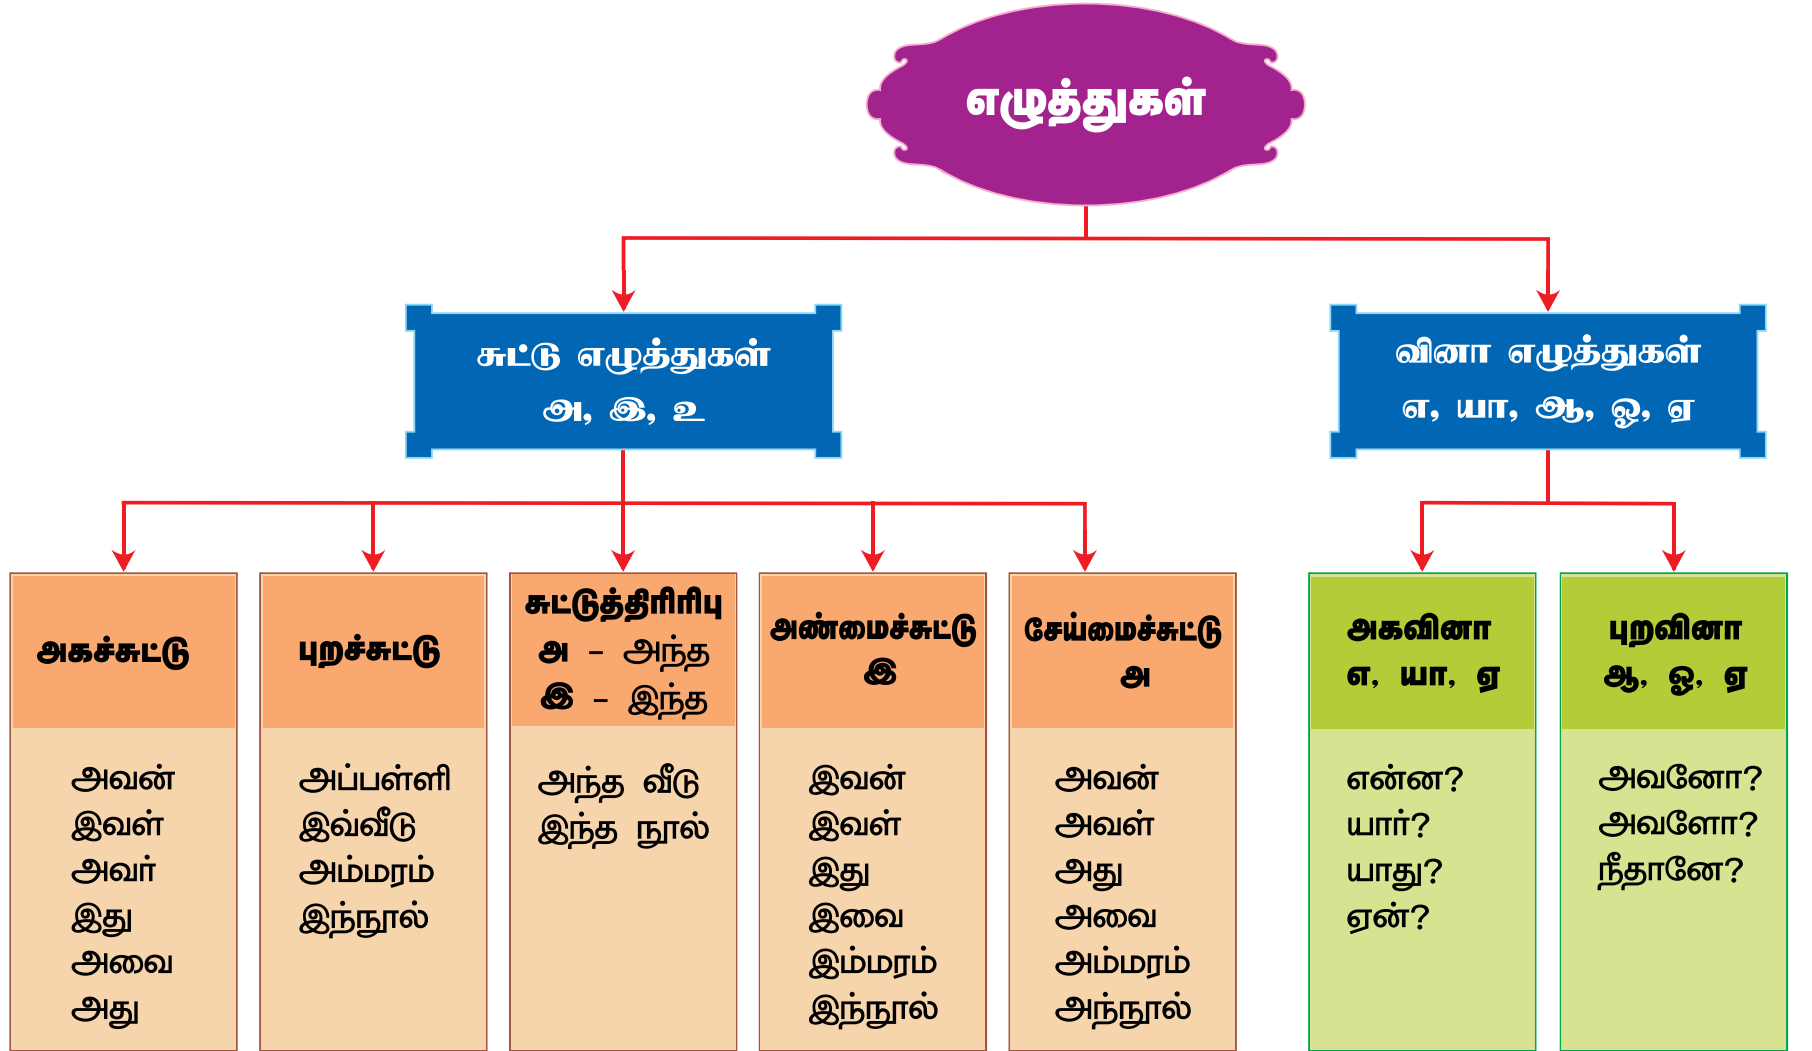 எழுத்துகள்
சுட்டு எழுத்துகள்
அ, இ, உ
வினா எழுத்துகள்
எ, யா, ஆ, ஓ, ஏ
அகச்சுட்டு
அவன்
இவள்
அவர்
இது
அவை
அது
புறச்சுட்டு
அப்பள்ளி
இவ்வீடு
அம்மரம்
இந்நூல்
சுட்டுத்திரிரிபு
அ – அந்த
இ – இந்த
அந்த வீடு
இந்த நூல்
அண்மைச்சுட்டு
இ
இவன்
இவள்
இது
இவை
இம்மரம்
இந்நூல்
சேய்மைச்சுட்டு
அ
அவன்
அவள்
அது
அவை
அம்மரம்
அந்நூல்
அகவினா
எ, யா, ஏ
என்ன?
யார்?
யாது?
ஏன்?
புறவினா
ஆ, ஓ, ஏ
அவனோ?
அவளோ?
நீதானே?